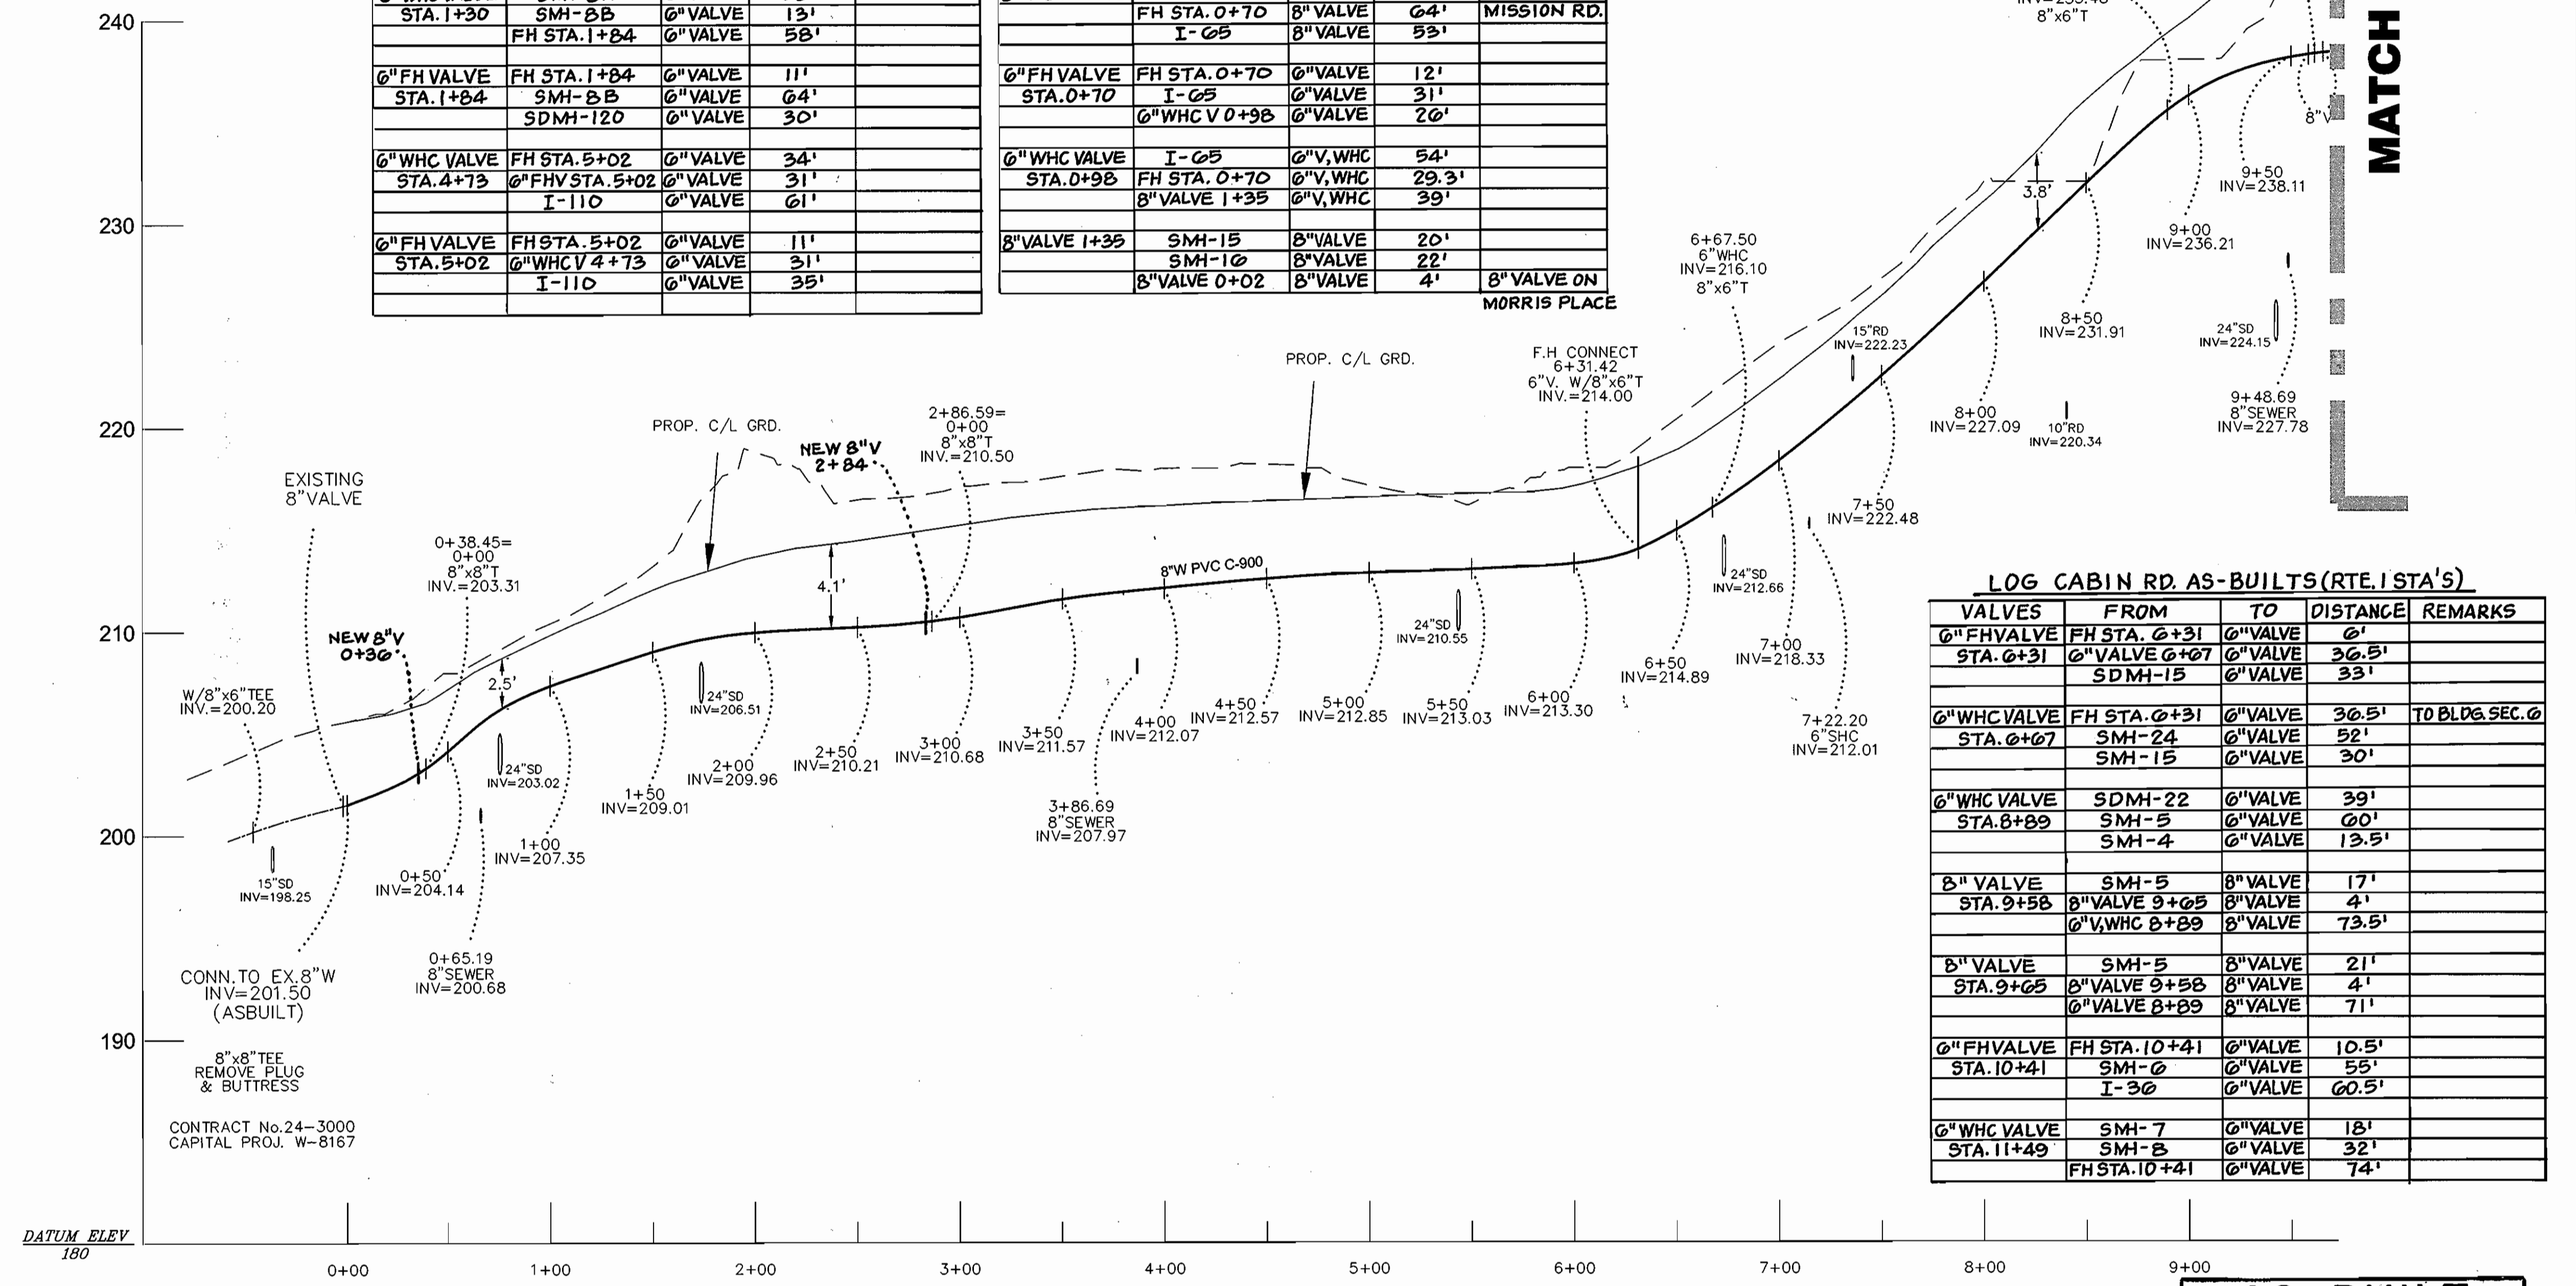 240
230
220
210
200
190
DATUM ELEV
180
STA.1+30 SMH-8B 6"VALVE 13'
FH STA.1+84 6"VALVE 58'
6"FH VALVE FH STA.1+84 6"VALVE 11'
STA.1+84 SMH-8B 6"VALVE 64'
SDMH-120 6"VALVE 30'
6"WHC VALVE FH STA.5+02 6"VALVE 34'
STA.4+73 6"FHV STA.5+02 6"VALVE 31'
I-110 6"VALVE 61'
6"FH VALVE FH STA.5+02 6"VALVE 11'
STA.5+02 6"WHC V 4+73 6"VALVE 31'
I-110 6"VALVE 35'
FH STA.0+70 8"VALVE 64' MISSION RD.
I-65 8"VALVE 53'
6"FH VALVE FH STA.0+70 6"VALVE 12'
STA.0+70 I-65 6"VALVE 31'
6"WHC V 0+98 6"VALVE 26'
6"WHC VALVE I-65 6"V,WHC 54'
STA.0+98 FH STA.0+70 6"V,WHC 29.3'
8"VALVE 1+35 6"V,WHC 39'
8"VALVE 1+35 SMH-15 8"VALVE 20'
SMH-16 8"VALVE 22'
8"VALVE 0+02 8"VALVE 4' 8"VALVE ON
MORRIS PLACE
8"x6"T
MATCH
8"V
9+50
INV=238.11
9+00
INV=236.21
3.8'
8+50
INV=231.91
24"SD
INV=224.15
9+48.69
8"SEWER
INV=227.78
6+67.50
6"WHC
INV=216.10
8"x6"T
15"RD
INV=222.23
8+00
INV=227.09
10"RD
INV=220.34
7+50
INV=222.48
F.H CONNECT
6+31.42
6"V. W/8"x6"T
INV.=214.00
PROP. C/L GRD.
PROP. C/L GRD.
NEW 8"V
2+84
2+86.59=
0+00
8"x8"T
INV.=210.50
EXISTING
8"VALVE
0+38.45=
0+00
8"x8"T
INV.=203.31
NEW 8"V
0+36
W/8"x6"TEE
INV.=200.20
2.5'
4.1'
8"W PVC C-900
24"SD
INV=206.51
24"SD
INV=203.02
24"SD
INV=210.55
24"SD
INV=212.66
15"SD
INV=198.25
0+50
INV=204.14
1+00
INV=207.35
1+50
INV=209.01
2+00
INV=209.96
2+50
INV=210.21
3+00
INV=210.68
3+50
INV=211.57
4+00
INV=212.07
4+50
INV=212.57
5+00
INV=212.85
5+50
INV=213.03
6+00
INV=213.30
6+50
INV=214.89
7+00
INV=218.33
7+22.20
6"SHC
INV=212.01
3+86.69
8"SEWER
INV=207.97
0+65.19
8"SEWER
INV=200.68
CONN.TO EX.8"W
INV=201.50
(ASBUILT)
8"x8"TEE
REMOVE PLUG
& BUTTRESS
CONTRACT No.24-3000
CAPITAL PROJ. W-8167
LOG CABIN RD. AS-BUILTS (RTE.1 STA'S)
VALVES FROM TO DISTANCE REMARKS
6"FHVALVE FH STA. 6+31 6"VALVE 6'
STA. 6+31 6"VALVE 6+67 6"VALVE 36.5'
SDMH-15 6"VALVE 33'
6"WHCVALVE FH STA.6+31 6"VALVE 36.5' TO BLDG.SEC.6
STA. 6+67 SMH-24 6"VALVE 52'
SMH-15 6"VALVE 30'
6"WHC VALVE SDMH-22 6"VALVE 39'
STA.8+89 SMH-5 6"VALVE 60'
SMH-4 6"VALVE 13.5'
8" VALVE SMH-5 8"VALVE 17'
STA.9+58 8"VALVE 9+65 8"VALVE 4'
6"V,WHC 8+89 8"VALVE 73.5'
8" VALVE SMH-5 8"VALVE 21'
STA.9+65 8"VALVE 9+58 8"VALVE 4'
6"VALVE 8+89 8"VALVE 71'
6"FHVALVE FH STA.10+41 6"VALVE 10.5'
STA.10+41 SMH-6 6"VALVE 55'
I-36 6"VALVE 60.5'
6"WHC VALVE SMH-7 6"VALVE 18'
STA.11+49 SMH-8 6"VALVE 32'
FH STA.10+41 6"VALVE 74'
0+00 1+00 2+00 3+00 4+00 5+00 6+00 7+00 8+00 9+00